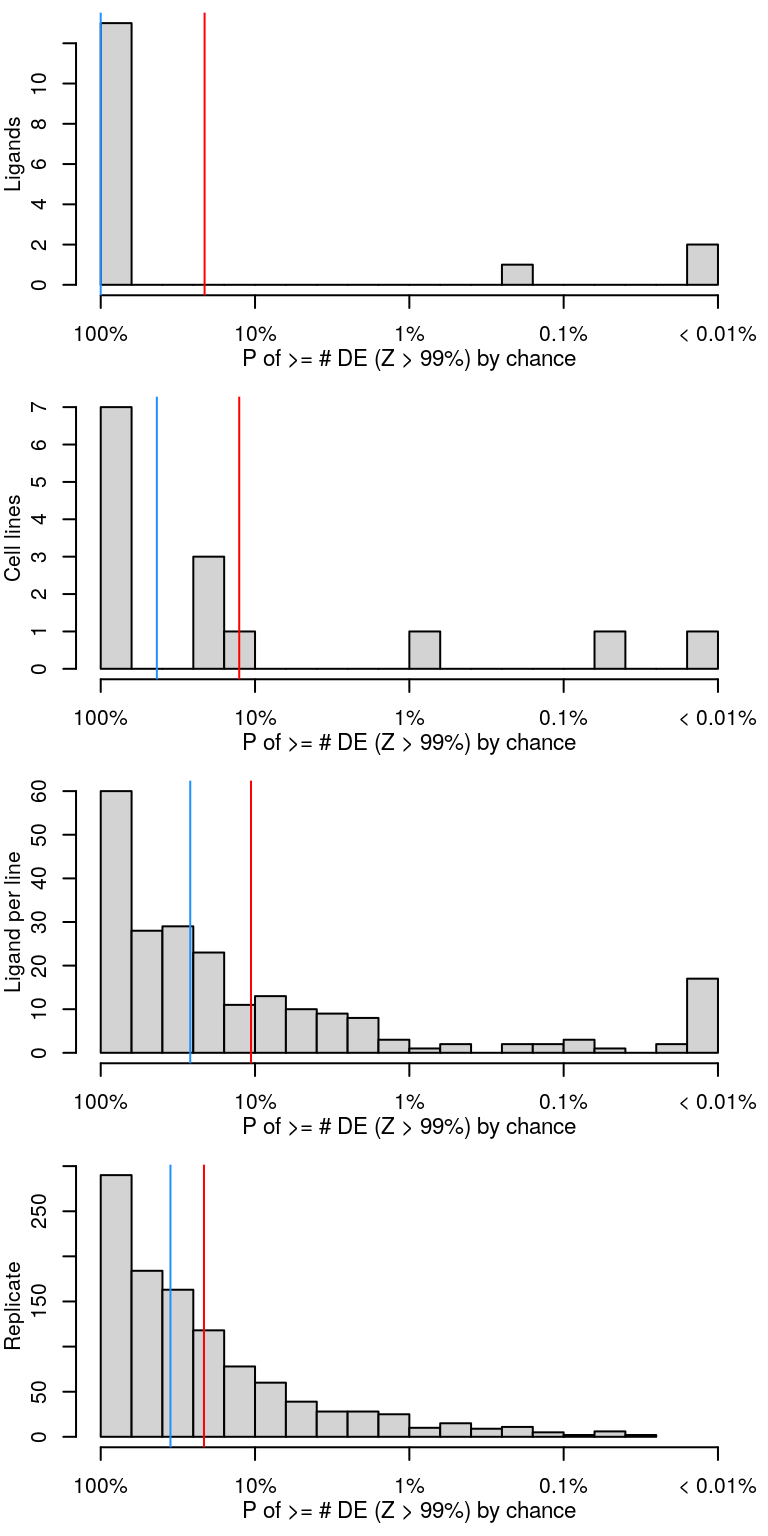 Ligands
0 2 4 6 8 10
100% 10% 1% 0.1% < 0.01%
P of >= # DE (Z > 99%) by chance
Cell lines
0 1 2 3 4 5 6 7
100% 10% 1% 0.1% < 0.01%
P of >= # DE (Z > 99%) by chance
Ligand per line
0 10 20 30 40 50 60
100% 10% 1% 0.1% < 0.01%
P of >= # DE (Z > 99%) by chance
Replicate
0 50 150 250
100% 10% 1% 0.1% < 0.01%
P of >= # DE (Z > 99%) by chance